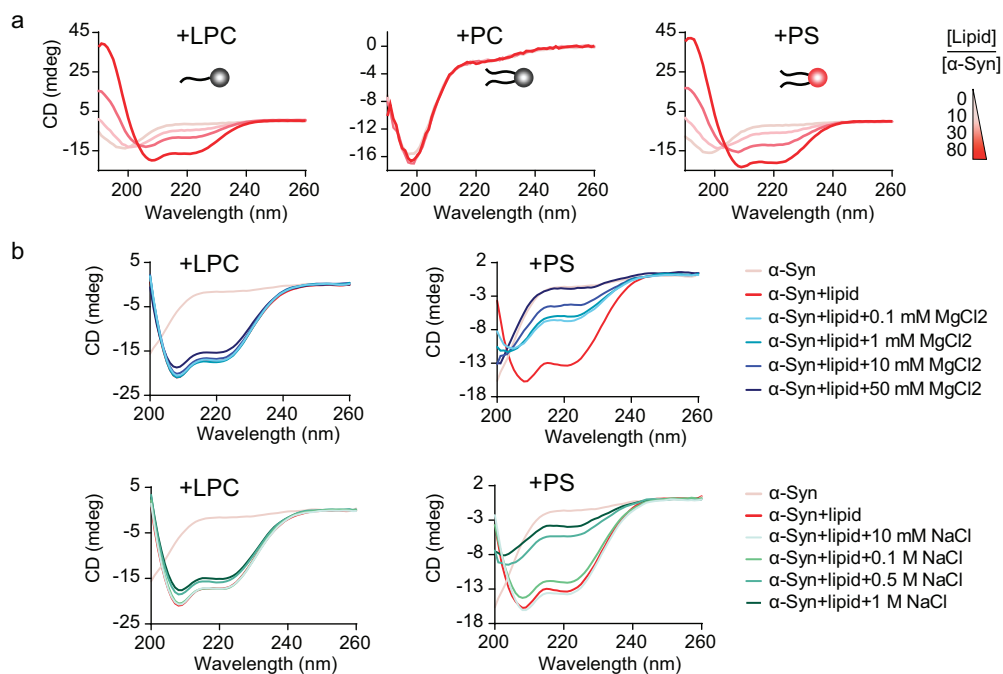 a
+LPC
CD (mdeg)
45
25
5
-15
200
220
240
260
Wavelength (nm)
+PC
0
-4
-8
-12
-16
200
220
240
260
Wavelength (nm)
+PS
CD (mdeg)
45
25
5
-15
200
220
240
260
Wavelength (nm)
[Lipid]
[α-Syn]
0
10
30
80
b
+LPC
CD (mdeg)
5
-5
-15
-25
200
220
240
260
Wavelength (nm)
+PS
CD (mdeg)
2
-3
-8
-13
-18
200
220
240
260
Wavelength (nm)
α-Syn
α-Syn+lipid
α-Syn+lipid+0.1 mM MgCl2
α-Syn+lipid+1 mM MgCl2
α-Syn+lipid+10 mM MgCl2
α-Syn+lipid+50 mM MgCl2
+LPC
CD (mdeg)
5
-5
-15
-25
200
220
240
260
Wavelength (nm)
+PS
CD (mdeg)
2
-3
-8
-13
-18
200
220
240
260
Wavelength (nm)
α-Syn
α-Syn+lipid
α-Syn+lipid+10 mM NaCl
α-Syn+lipid+0.1 M NaCl
α-Syn+lipid+0.5 M NaCl
α-Syn+lipid+1 M NaCl